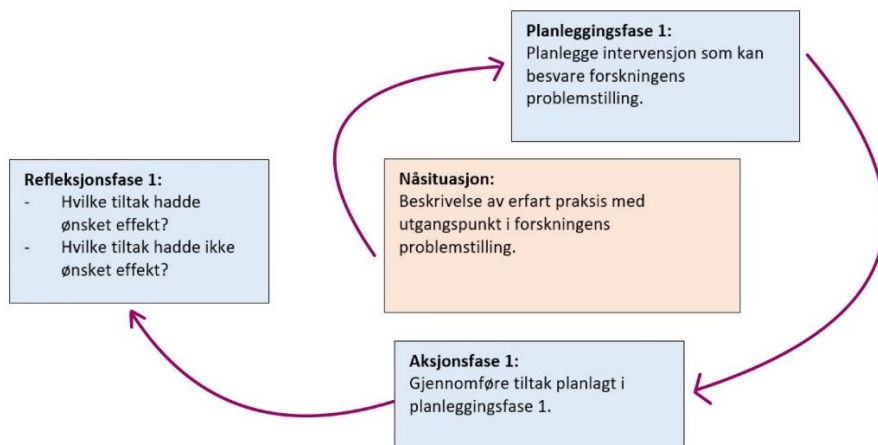 Planleggingsfase 1:
Planlegge intervensjon som kan
besvare forskningens
problemstilling.
Refleksjonsfase 1:
- Hvilke tiltak hadde
ønsket effekt?
- Hvilke tiltak hadde ikke
ønsket effekt?
Nåsituasjon:
Beskrivelse av erfart praksis med
utgangspunkt i forskningens
problemstilling.
Aksjonsfase 1:
Gjennomføre tiltak planlagt i
planleggingsfase 1.